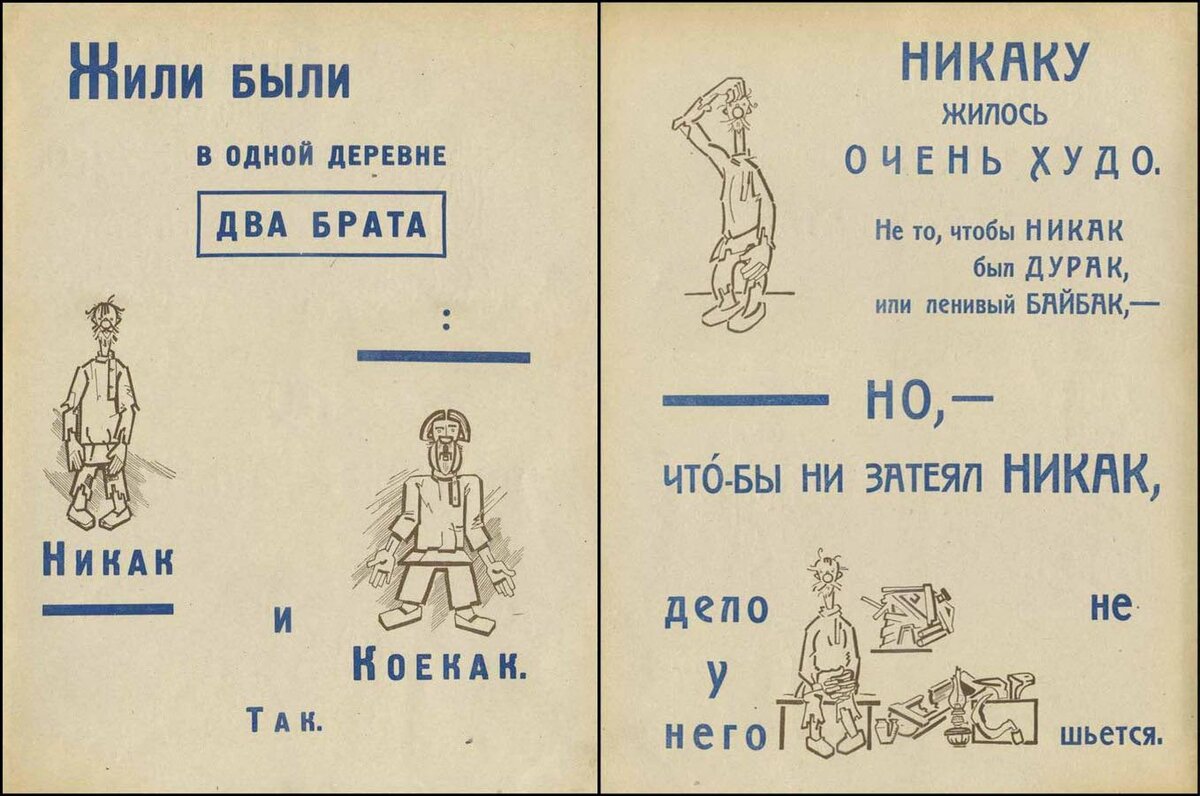 Жили были
в одной деревне
два брата
:
Никак
и
Коекак.
Так.
НИКАКУ
жилось
ОЧЕНЬ ХУДО.
Не то, чтобы НИКАК
был ДУРАК,
или ленивый БАЙБАК,—
НО,—
что́-бы ни затеял НИКАК,
дело не
у
него шьется.